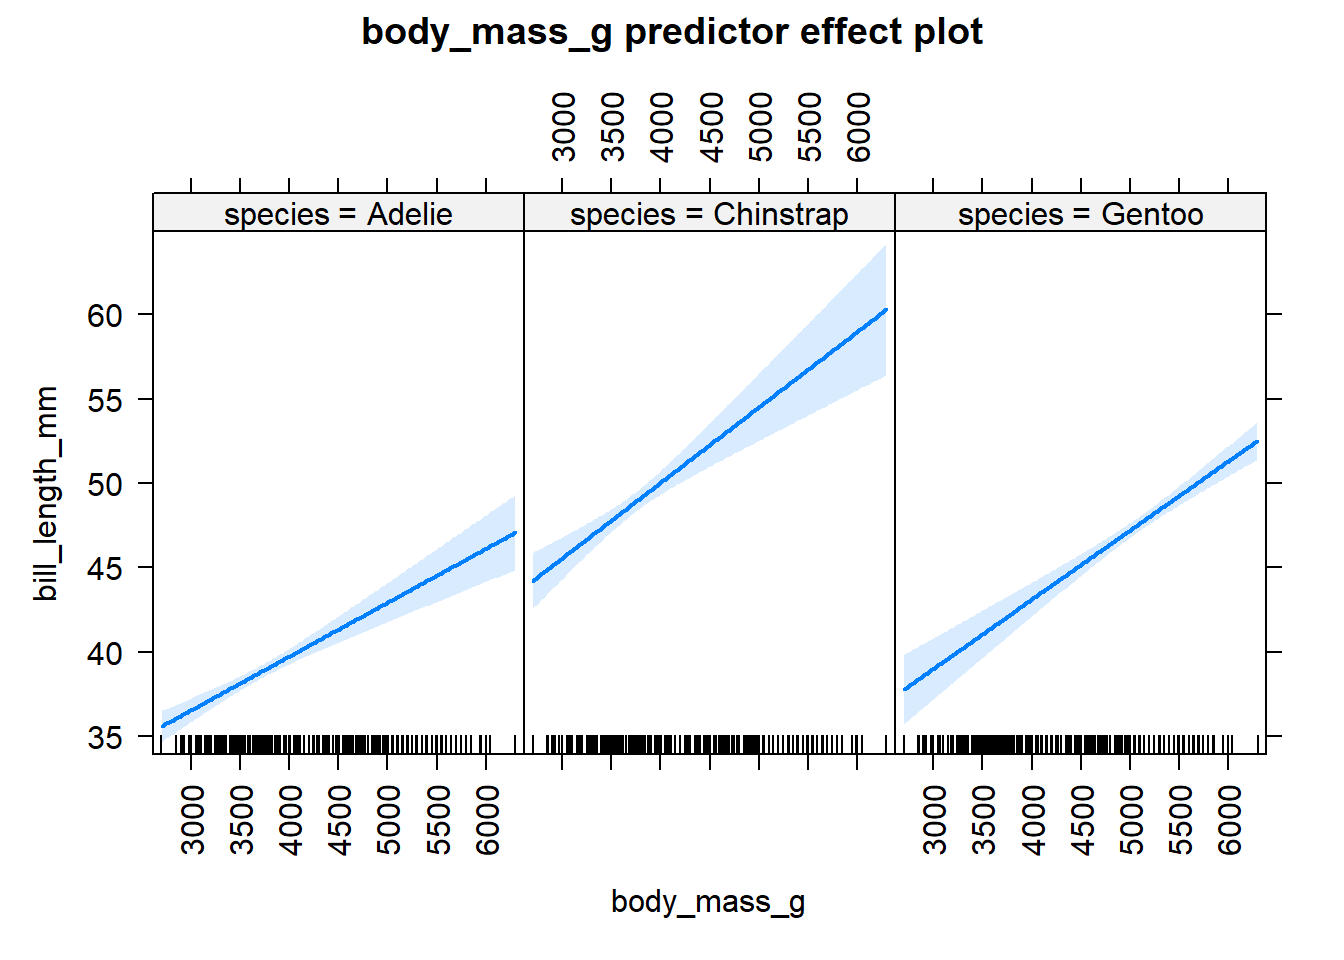 body_mass_g predictor effect plot
3000 3500 4000 4500 5000 5500 6000
species = Adelie species = Chinstrap species = Gentoo
60
55
50
45
40
35
bill_length_mm
3000 3500 4000 4500 5000 5500 6000 3000 3500 4000 4500 5000 5500 6000
body_mass_g